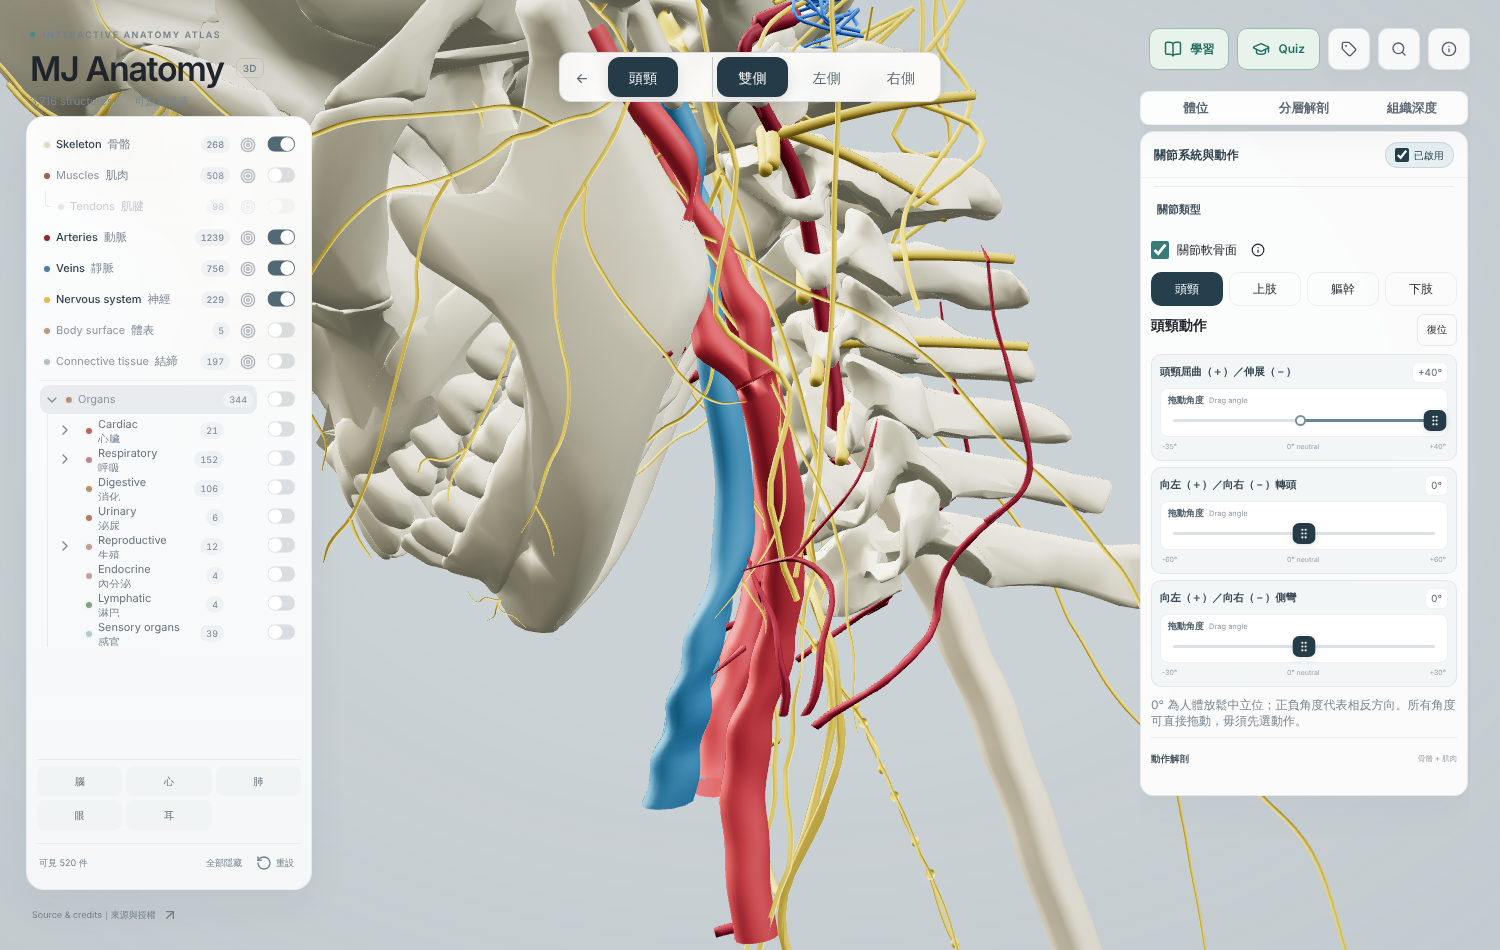 INTERACTIVE ANATOMY ATLAS
MJ Anatomy 3D
Skeleton 骨骼 268
Muscles 肌肉 508
Tendons 肌腱 98
Arteries 動脈 1239
Veins 靜脈 756
Nervous system 神經 229
Body surface 體表 5
Connective tissue 結締 197
Organs 344
Cardiac 21
心臟
Respiratory 152
呼吸
Digestive 106
消化
Urinary 6
泌尿
Reproductive 12
生殖
Endocrine 4
內分泌
Lymphatic 4
淋巴
Sensory organs 39
感官
腦 心 肺
眼 耳
可見 520 件 全部隱藏 重設
Source & credits | 來源與授權
← 頭頸 雙側 左側 右側
學習 Quiz
體位 分層解剖 組織深度
關節系統與動作 已啟用
關節類型
關節軟骨面
頭頸 上肢 軀幹 下肢
頭頸動作 復位
頭頸屈曲（＋）／伸展（－） +40°
拖動角度 Drag angle
-35° 0° neutral +40°
向左（＋）／向右（－）轉頭 0°
拖動角度 Drag angle
-60° 0° neutral +60°
向左（＋）／向右（－）側彎 0°
拖動角度 Drag angle
-30° 0° neutral +30°
0° 為人體放鬆中立位；正負角度代表相反方向。所有角度
可直接拖動，毋須先選動作。
動作解剖 骨骼 + 肌肉